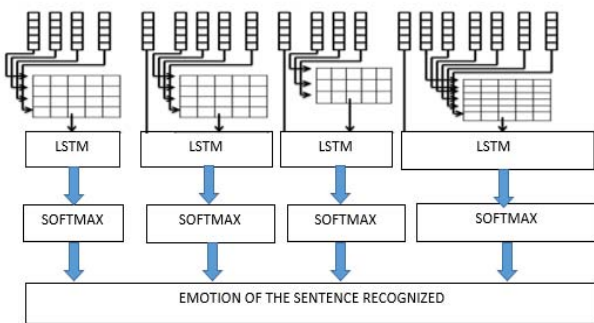 LSTM LSTM LSTM LSTM
SOFTMAX SOFTMAX SOFTMAX SOFTMAX
EMOTION OF THE SENTENCE RECOGNIZED